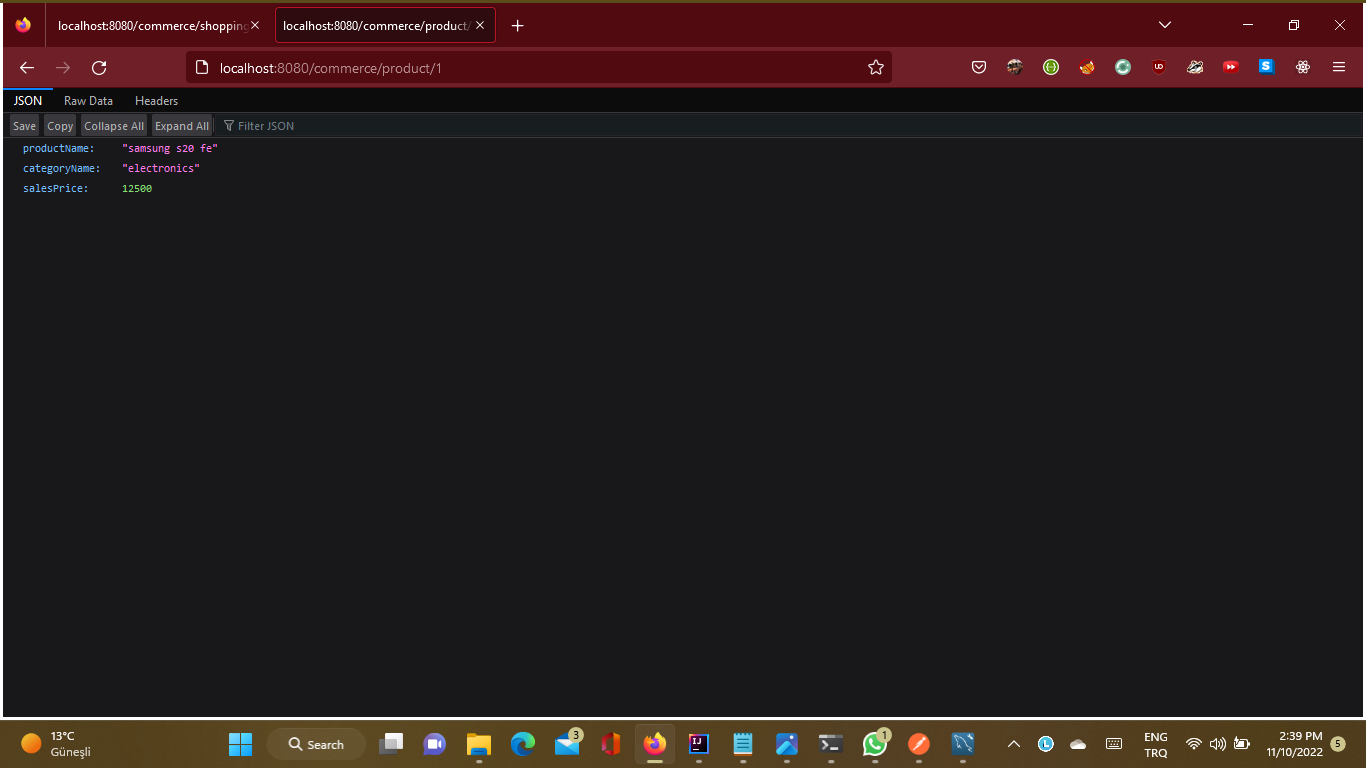 localhost:8080/commerce/shopping
localhost:8080/commerce/product/
localhost:8080/commerce/product/1
JSON Raw Data Headers
Save Copy Collapse All Expand All Filter JSON
productName: "samsung s20 fe"
categoryName: "electronics"
salesPrice: 12500
13°C
Güneşli
Search
3
1
ENG
TRQ
2:39 PM
11/10/2022
5